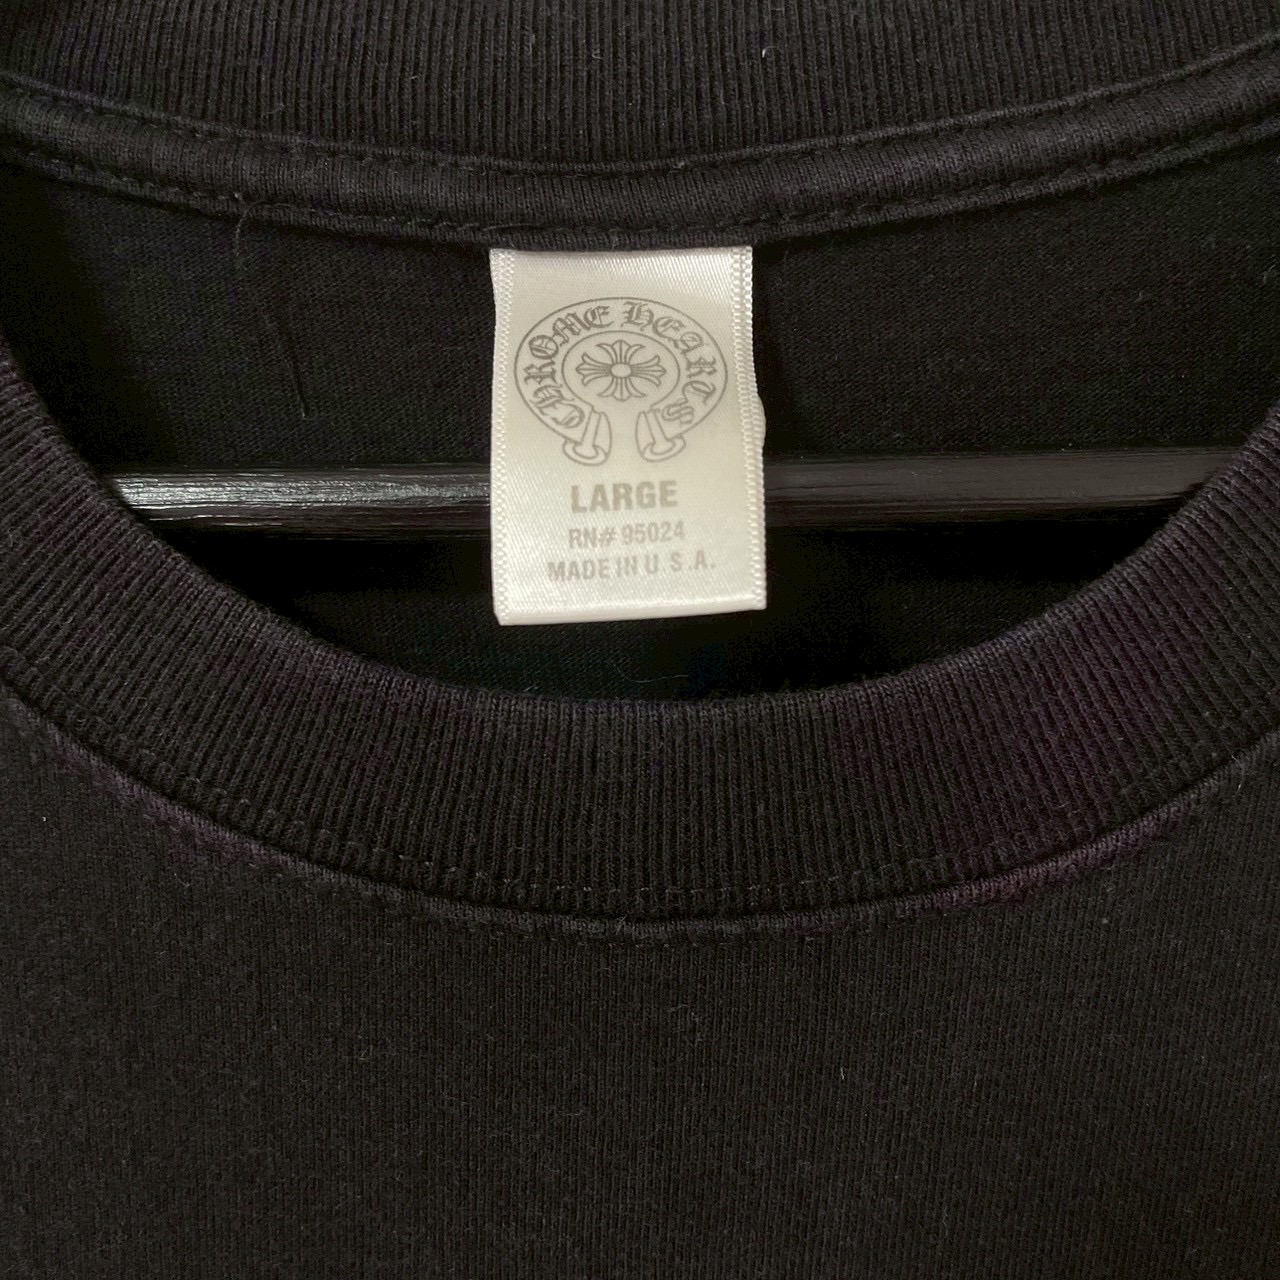 CHROME HEARTS
LARGE
RN# 95024
MADE IN U.S.A.